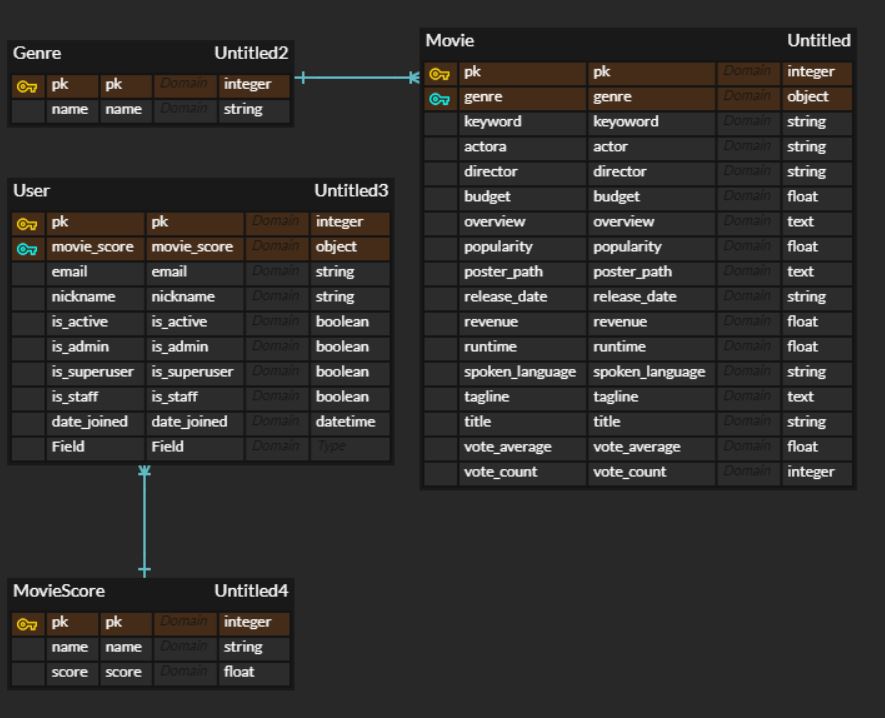 Genre Untitled2
pk pk Domain integer
name name Domain string
User Untitled3
pk pk Domain integer
movie_score movie_score Domain object
email email Domain string
nickname nickname Domain string
is_active is_active Domain boolean
is_admin is_admin Domain boolean
is_superuser is_superuser Domain boolean
is_staff is_staff Domain boolean
date_joined date_joined Domain datetime
Field Field Domain Type
MovieScore Untitled4
pk pk Domain integer
name name Domain string
score score Domain float
Movie Untitled
pk pk Domain integer
genre genre Domain object
keyword keyoword Domain string
actora actor Domain string
director director Domain string
budget budget Domain float
overview overview Domain text
popularity popularity Domain float
poster_path poster_path Domain text
release_date release_date Domain string
revenue revenue Domain float
runtime runtime Domain float
spoken_language spoken_language Domain string
tagline tagline Domain text
title title Domain string
vote_average vote_average Domain float
vote_count vote_count Domain integer